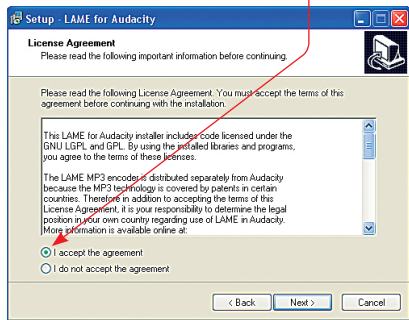 Setup - LAME for Audacity
License Agreement
Please read the following important information before continuing.
Please read the following License Agreement. You must accept the terms of this
agreement before continuing with the installation.
This LAME for Audacity installer includes code licensed under the
GNU LGPL and GPL. By using the installed libraries and programs,
you agree to the terms of these licenses.
The LAME MP3 encoder is distributed separately from Audacity
because the MP3 technology is covered by patents in certain
countries. Therefore in addition to accepting the terms of this
License Agreement, it is your responsibility to determine the legal
position in your own country regarding use of LAME in Audacity.
More information is available online at:
I accept the agreement
I do not accept the agreement
< Back Next > Cancel